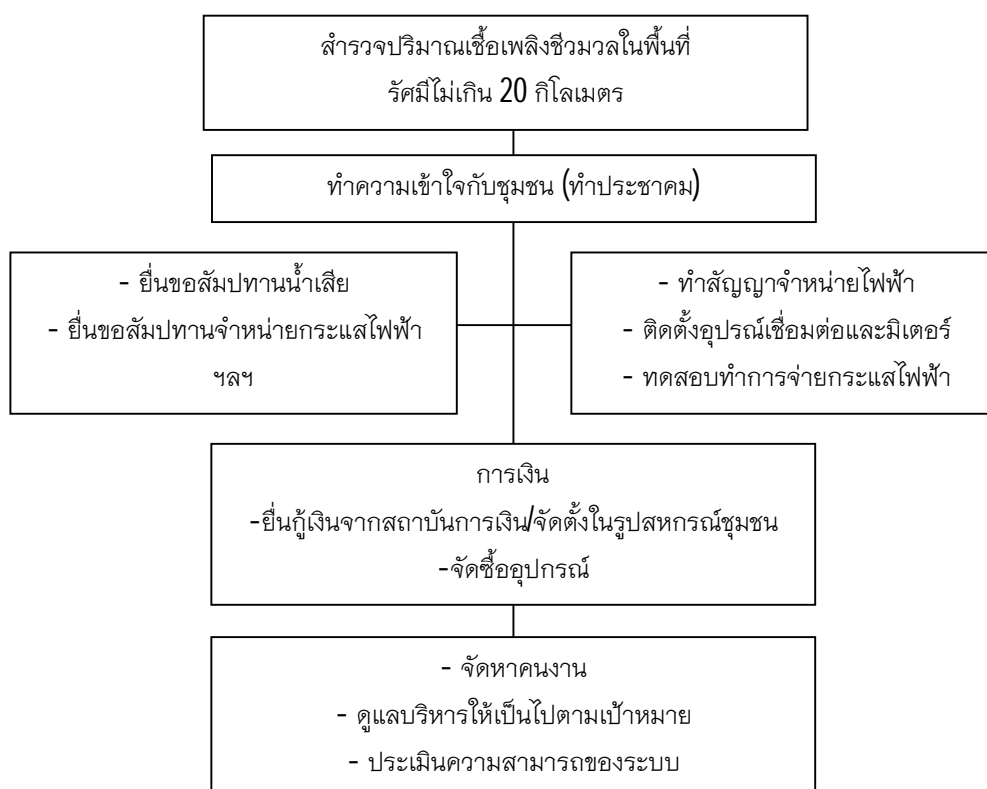 สำรวจปริมาณเชื้อเพลิงชีวมวลในพื้นที่
รัศมีไม่เกิน 20 กิโลเมตร
ทำความเข้าใจกับชุมชน (ทำประชาคม)
- ยื่นขอสัมปทานน้ำเสีย
- ยื่นขอสัมปทานจำหน่ายกระแสไฟฟ้า
ฯลฯ
- ทำสัญญาจำหน่ายไฟฟ้า
- ติดตั้งอุปรณ์เชื่อมต่อและมิเตอร์
- ทดสอบทำการจ่ายกระแสไฟฟ้า
การเงิน
-ยื่นกู้เงินจากสถาบันการเงิน/จัดตั้งในรูปสหกรณ์ชุมชน
-จัดซื้ออุปกรณ์
- จัดหาคนงาน
- ดูแลบริหารให้เป็นไปตามเป้าหมาย
- ประเมินความสามารถของระบบ